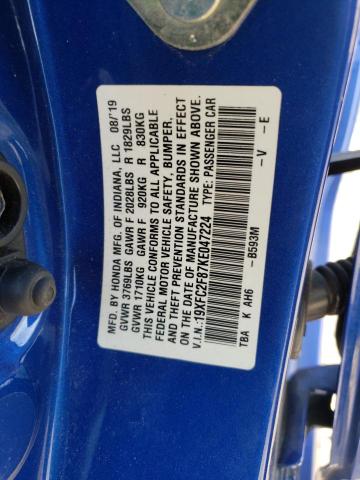 MFD. BY HONDA MFG. OF INDIANA, LLC 08/'19
GVWR 3769LBS GAWR F 2028LBS R 1829LBS
GVWR 1710KG GAWR F 920KG R 830KG
THIS VEHICLE CONFORMS TO ALL APPLICABLE
FEDERAL MOTOR VEHICLE SAFETY, BUMPER,
AND THEFT PREVENTION STANDARDS IN EFFECT
ON THE DATE OF MANUFACTURE SHOWN ABOVE.
V.I.N.:19XFC2F87KE047224 TYPE: PASSENGER CAR
TBA K AH6 -B593M -V -E